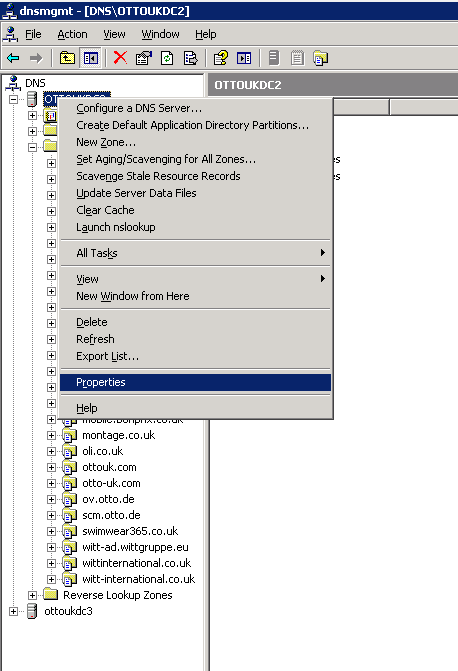 dnsmgmt - [DNS\OTTOUKDC2]
File Action View Window Help
DNS
OTTOUKDC2
Configure a DNS Server...
Create Default Application Directory Partitions...
New Zone...
Set Aging/Scavenging for All Zones...
Scavenge Stale Resource Records
Update Server Data Files
Clear Cache
Launch nslookup
All Tasks
View
New Window from Here
Delete
Refresh
Export List...
Properties
Help
mobile.bonprix.co.uk
montage.co.uk
oli.co.uk
ottouk.com
otto-uk.com
ov.otto.de
scm.otto.de
swimwear365.co.uk
witt-ad.wittgruppe.eu
wittinternational.co.uk
witt-international.co.uk
Reverse Lookup Zones
ottoukdc3